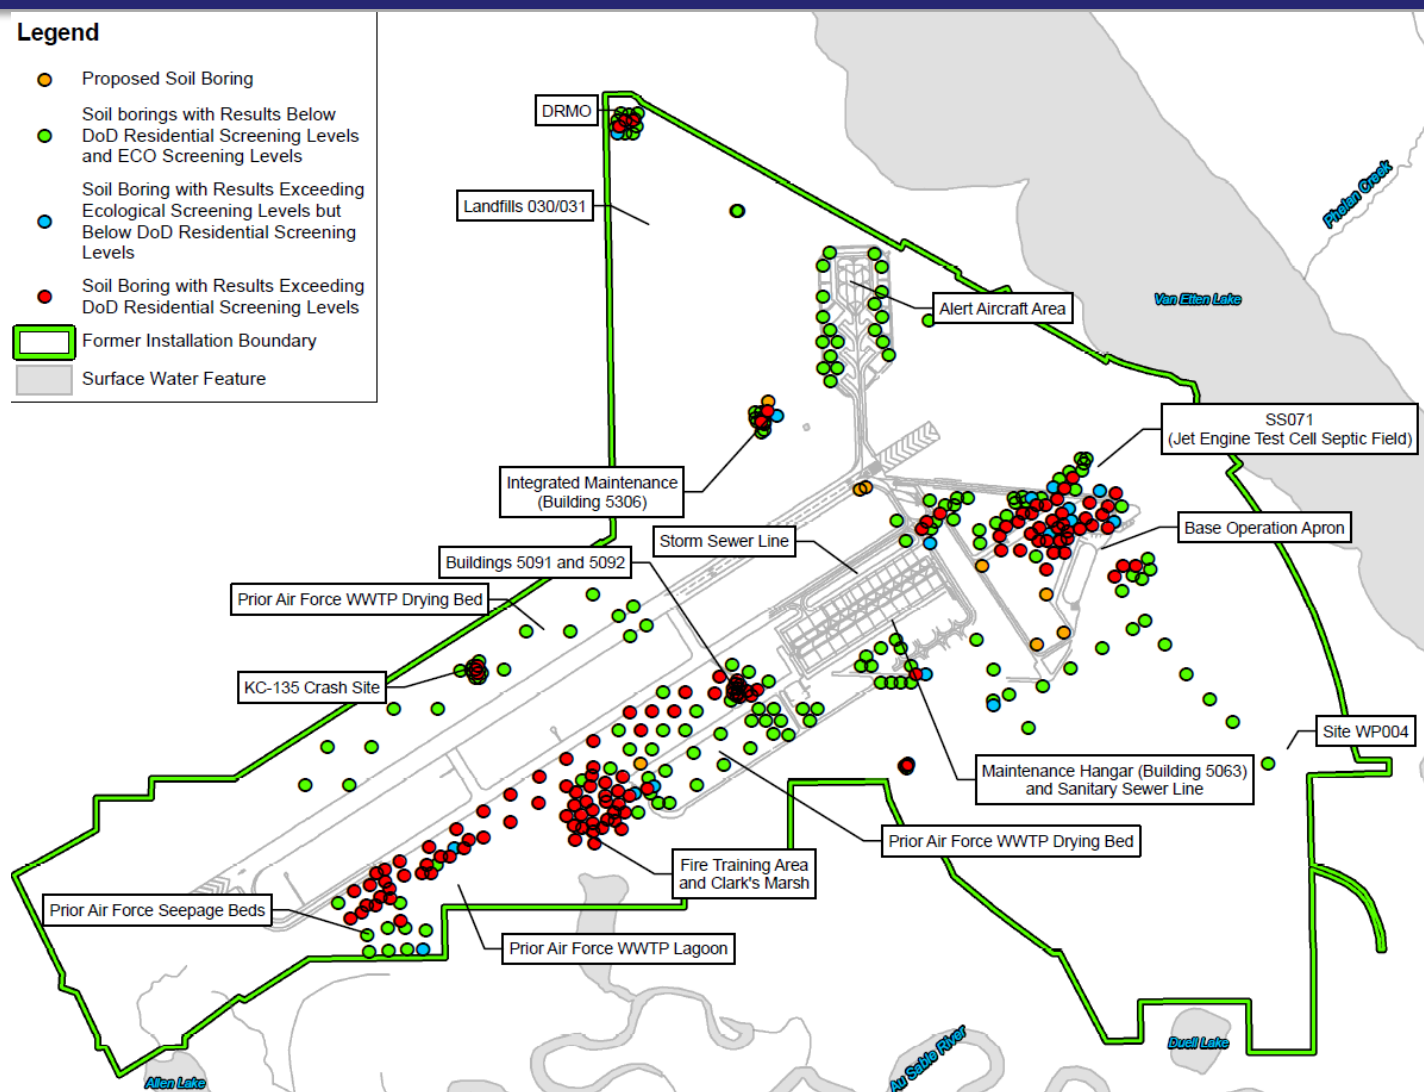 Legend
Proposed Soil Boring
Soil borings with Results Below
DoD Residential Screening Levels
and ECO Screening Levels
Soil Boring with Results Exceeding
Ecological Screening Levels but
Below DoD Residential Screening
Levels
Soil Boring with Results Exceeding
DoD Residential Screening Levels
Former Installation Boundary
Surface Water Feature
DRMO
Landfills 030/031
Phelan Creek
Van Etten Lake
Alert Aircraft Area
SS071
(Jet Engine Test Cell Septic Field)
Integrated Maintenance
(Building 5306)
Base Operation Apron
Storm Sewer Line
Buildings 5091 and 5092
Prior Air Force WWTP Drying Bed
KC-135 Crash Site
Site WP004
Maintenance Hangar (Building 5063)
and Sanitary Sewer Line
Prior Air Force WWTP Drying Bed
Fire Training Area
and Clark's Marsh
Prior Air Force Seepage Beds
Prior Air Force WWTP Lagoon
Duell Lake
Au Sable River
Allen Lake